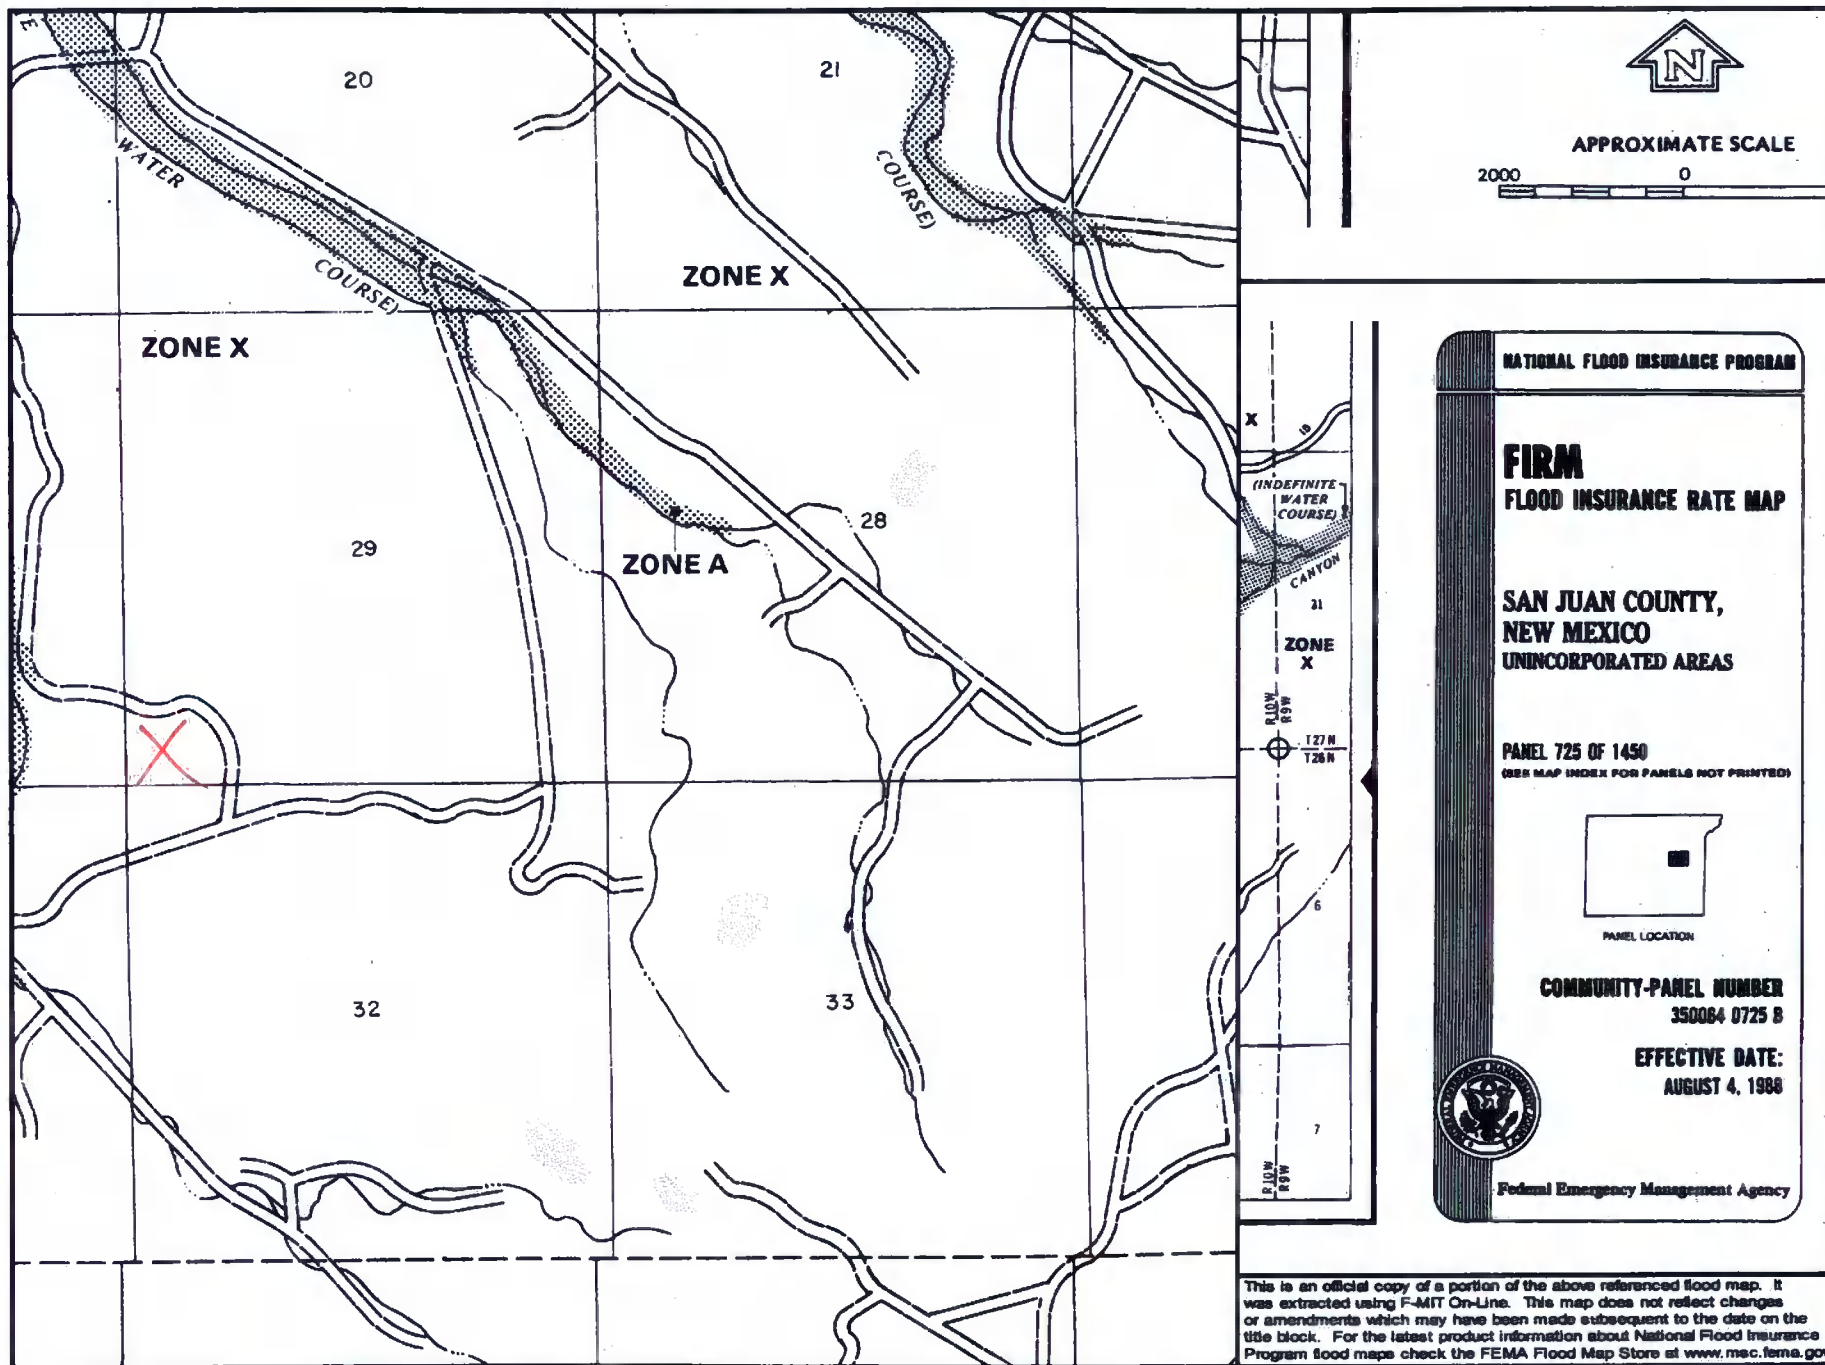 20
21
WATER
COURSE)
COURSE)
ZONE X
ZONE X
29
28
ZONE A
32
33
N
APPROXIMATE SCALE
2000 0
X
(INDEFINITE
WATER
COURSE)
CANYON
31
ZONE
X
R10W
R9W
T27N
T26N
6
7
R10W
R9W
NATIONAL FLOOD INSURANCE PROGRAM
FIRM
FLOOD INSURANCE RATE MAP
SAN JUAN COUNTY,
NEW MEXICO
UNINCORPORATED AREAS
PANEL 725 OF 1450
(SEE MAP INDEX FOR PANELS NOT PRINTED)
PANEL LOCATION
COMMUNITY-PANEL NUMBER
350064 0725 B
EFFECTIVE DATE:
AUGUST 4, 1988
Federal Emergency Management Agency
This is an official copy of a portion of the above referenced flood map. It
was extracted using F-MIT On-Line. This map does not reflect changes
or amendments which may have been made subsequent to the date on the
title block. For the latest product information about National Flood Insurance
Program flood maps check the FEMA Flood Map Store at www.msc.fema.gov